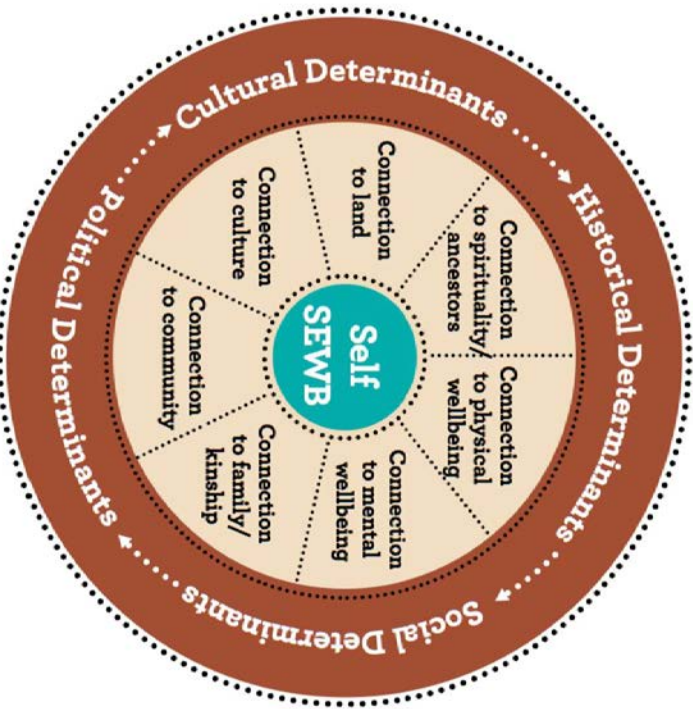 Connection
to spirituality/
ancestors
Connection
to physical
wellbeing
Connection
to mental
wellbeing
Connection
to family/
kinship
Connection
to community
Connection
to culture
Connection
to land
Self
SEWB
Historical Determinants
Social Determinants
Political Determinants
Cultural Determinants